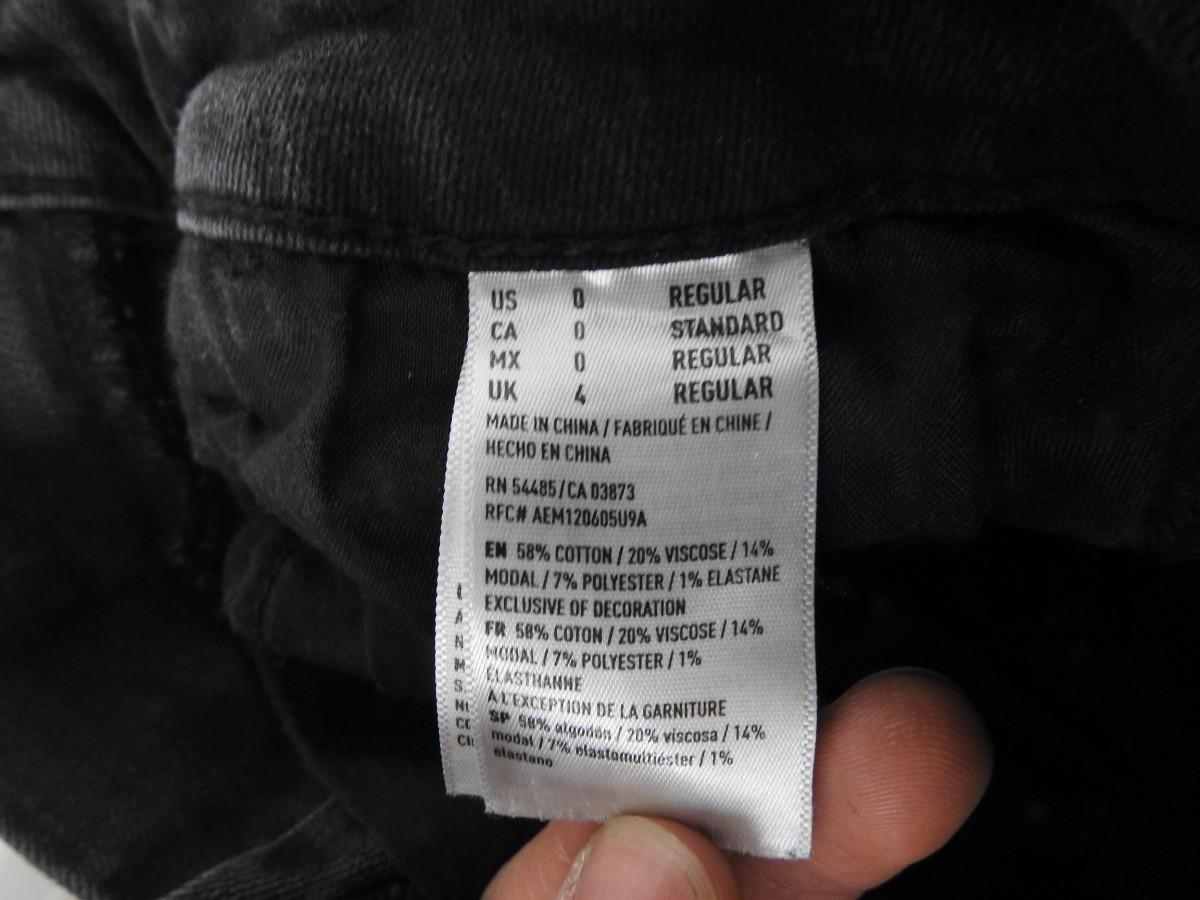 US 0 REGULAR
CA 0 STANDARD
MX 0 REGULAR
UK 4 REGULAR
MADE IN CHINA / FABRIQUÉ EN CHINE /
HECHO EN CHINA
RN 54485/CA 03873
RFC# AEM120605U9A
EN 58% COTTON / 20% VISCOSE / 14%
MODAL / 7% POLYESTER / 1% ELASTANE
EXCLUSIVE OF DECORATION
FR 58% COTON / 20% VISCOSE / 14%
MODAL / 7% POLYESTER / 1%
ÉLASTHANNE
A L'EXCEPTION DE LA GARNITURE
SP 58% algodón / 20% viscosa / 14%
modal / 7% elastomultiéster / 1%
elastano